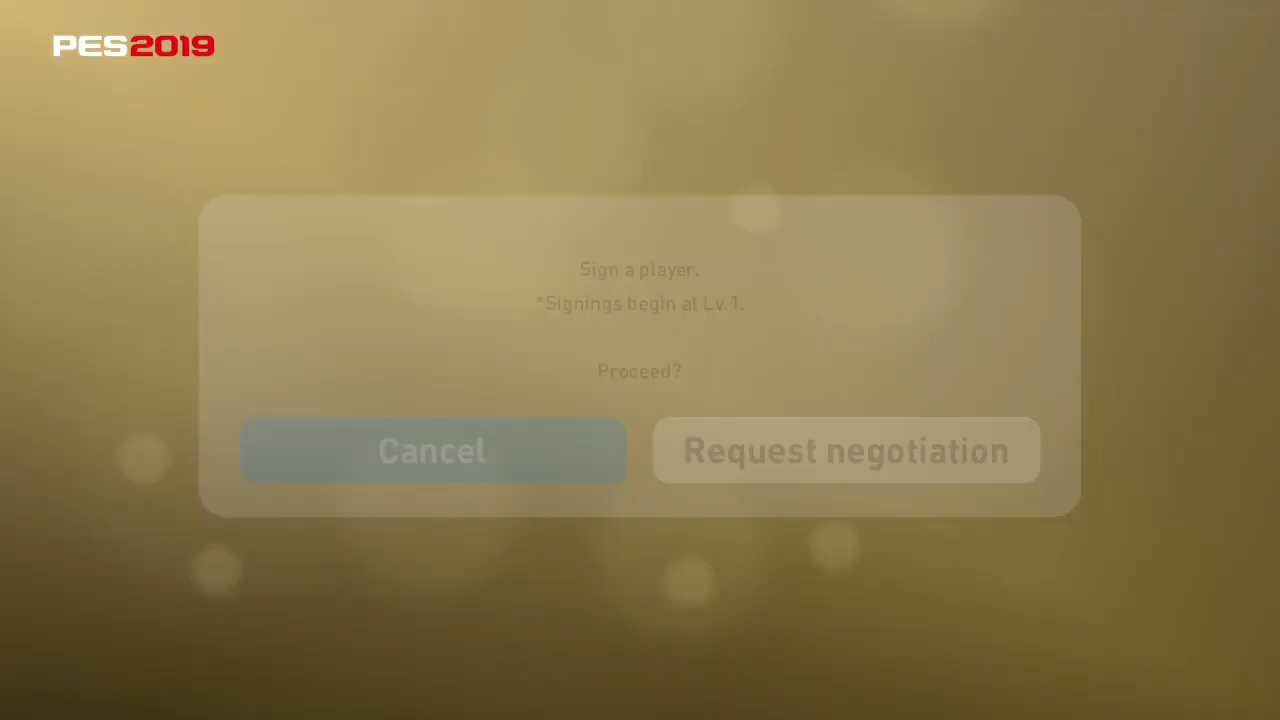 PES2019
Sign a player.
*Signings begin at Lv.1.
Proceed?
Cancel
Request negotiation